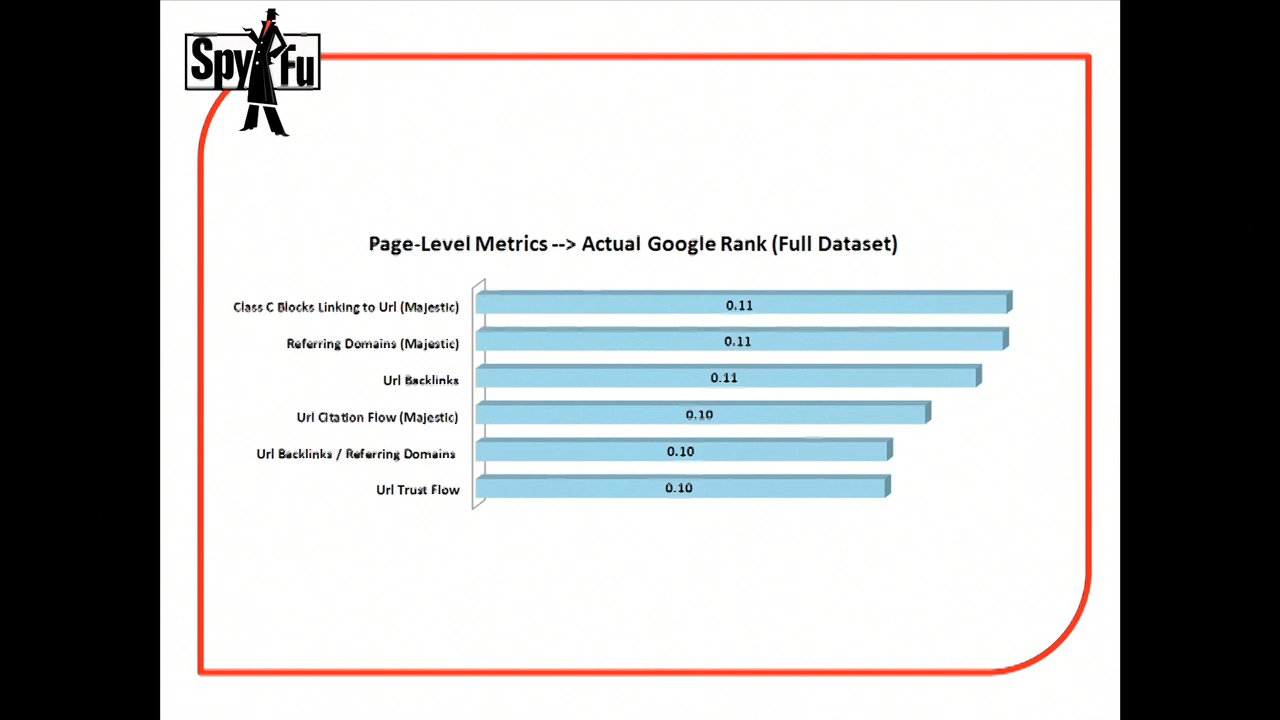 Spy Fu
Page-Level Metrics --> Actual Google Rank (Full Dataset)
Class C Blocks Linking to Url (Majestic) 0.11
Referring Domains (Majestic) 0.11
Url Backlinks 0.11
Url Citation Flow (Majestic) 0.10
Url Backlinks / Referring Domains 0.10
Url Trust Flow 0.10